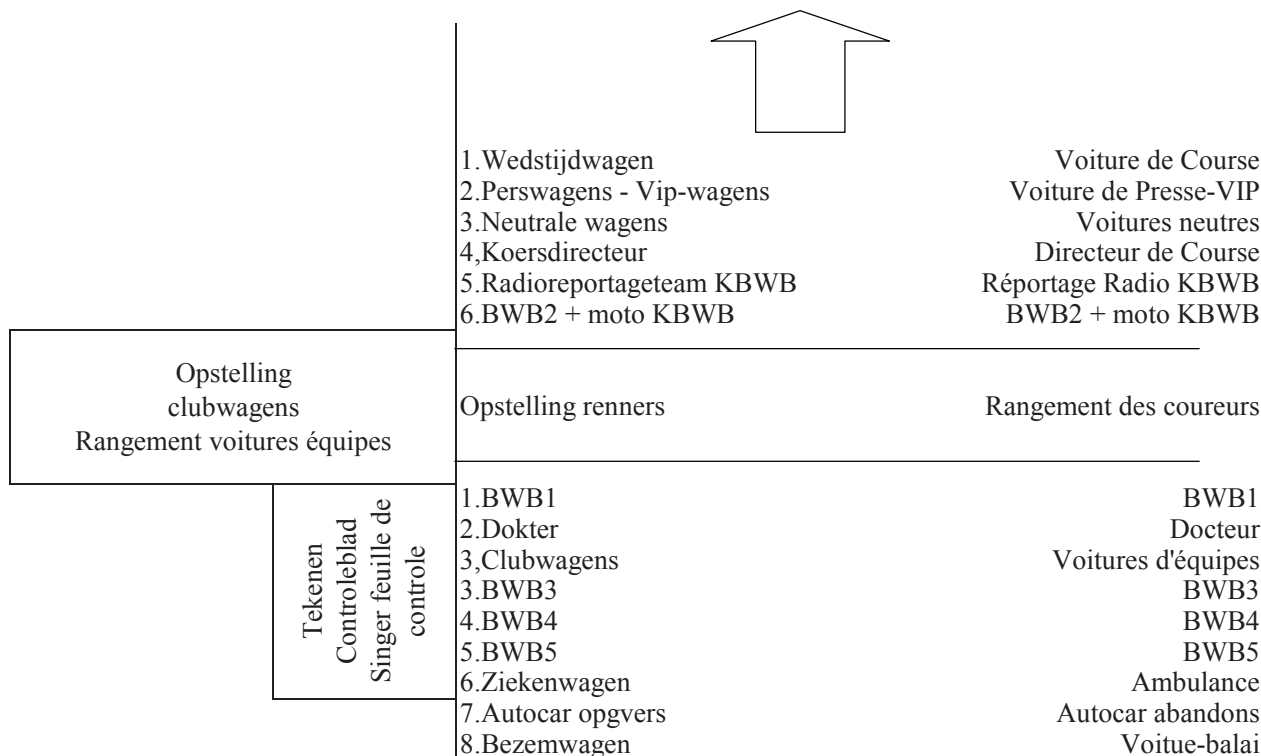 1.Wedstijdwagen Voiture de Course
2.Perswagens - Vip-wagens Voiture de Presse-VIP
3.Neutrale wagens Voitures neutres
4,Koersdirecteur Directeur de Course
5.Radioreportageteam KBWB Réportage Radio KBWB
6.BWB2 + moto KBWB BWB2 + moto KBWB
Opstelling
clubwagens
Rangement voitures équipes
Opstelling renners Rangement des coureurs
Tekenen
Controleblad
Singer feuille de
controle
1.BWB1 BWB1
2.Dokter Docteur
3,Clubwagens Voitures d'équipes
3.BWB3 BWB3
4.BWB4 BWB4
5.BWB5 BWB5
6.Ziekenwagen Ambulance
7.Autocar opgvers Autocar abandons
8.Bezemwagen Voitue-balai